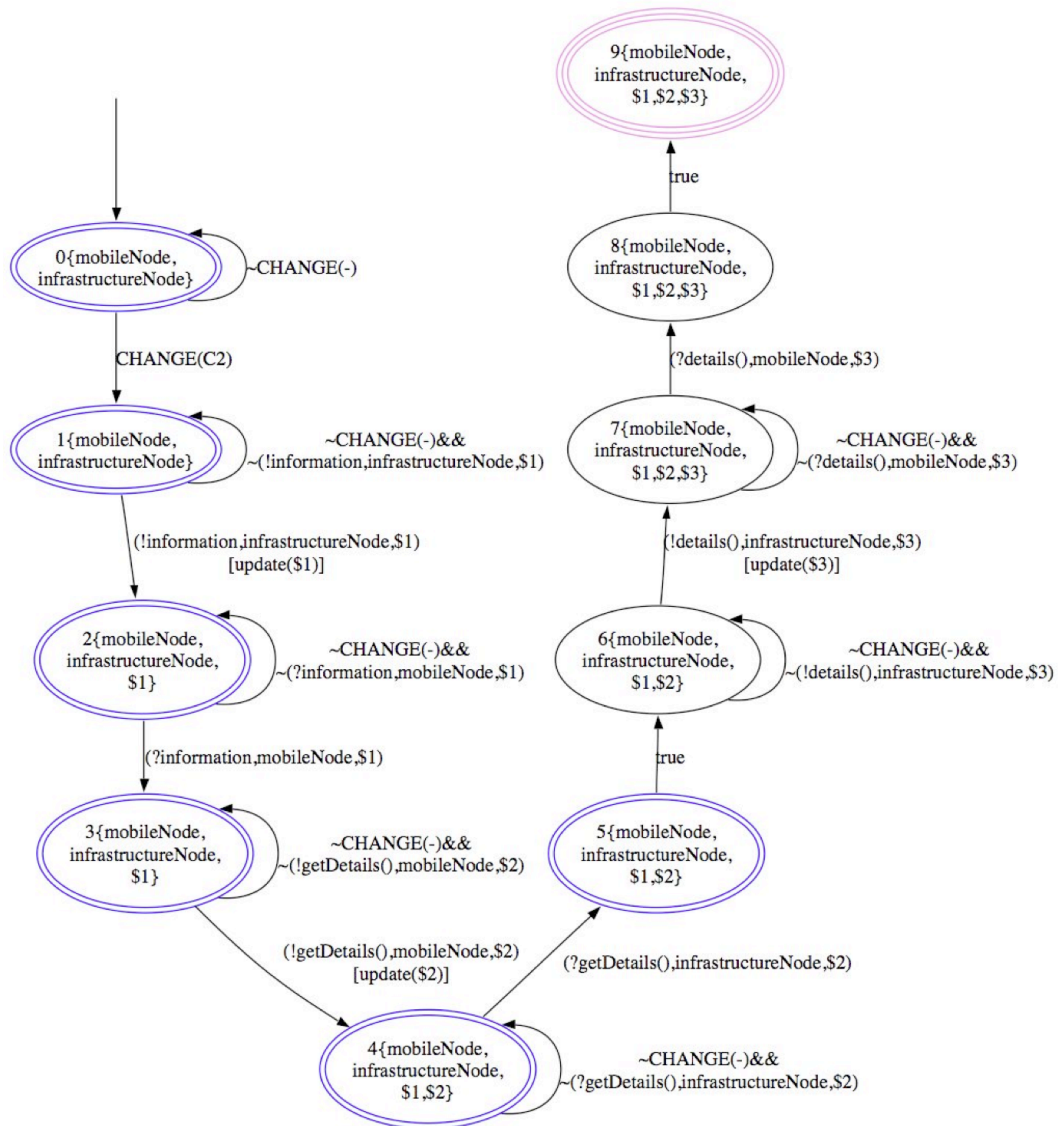 0{mobileNode,
infrastructureNode}
~CHANGE(-)
CHANGE(C2)
1{mobileNode,
infrastructureNode}
~CHANGE(-)&&
~(!information,infrastructureNode,$1)
(!information,infrastructureNode,$1)
[update($1)]
2{mobileNode,
infrastructureNode,
$1}
~CHANGE(-)&&
~(?information,mobileNode,$1)
(?information,mobileNode,$1)
3{mobileNode,
infrastructureNode,
$1}
~CHANGE(-)&&
~(!getDetails(),mobileNode,$2)
(!getDetails(),mobileNode,$2)
[update($2)]
4{mobileNode,
infrastructureNode,
$1,$2}
~CHANGE(-)&&
~(?getDetails(),infrastructureNode,$2)
(?getDetails(),infrastructureNode,$2)
5{mobileNode,
infrastructureNode,
$1,$2}
true
6{mobileNode,
infrastructureNode,
$1,$2}
~CHANGE(-)&&
~(!details(),infrastructureNode,$3)
(!details(),infrastructureNode,$3)
[update($3)]
7{mobileNode,
infrastructureNode,
$1,$2,$3}
~CHANGE(-)&&
~(?details(),mobileNode,$3)
(?details(),mobileNode,$3)
8{mobileNode,
infrastructureNode,
$1,$2,$3}
true
9{mobileNode,
infrastructureNode,
$1,$2,$3}